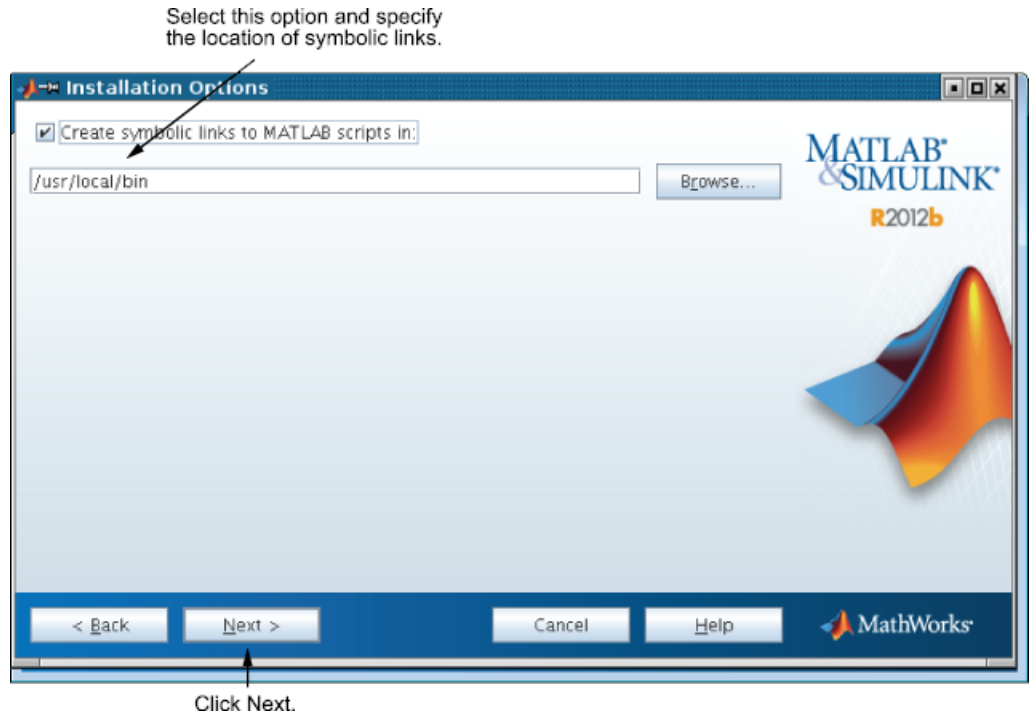 Select this option and specify
the location of symbolic links.
Installation Options
Create symbolic links to MATLAB scripts in:
/usr/local/bin
Browse...
MATLAB®
&SIMULINK®
R2012b
< Back
Next >
Cancel
Help
MathWorks®
Click Next.